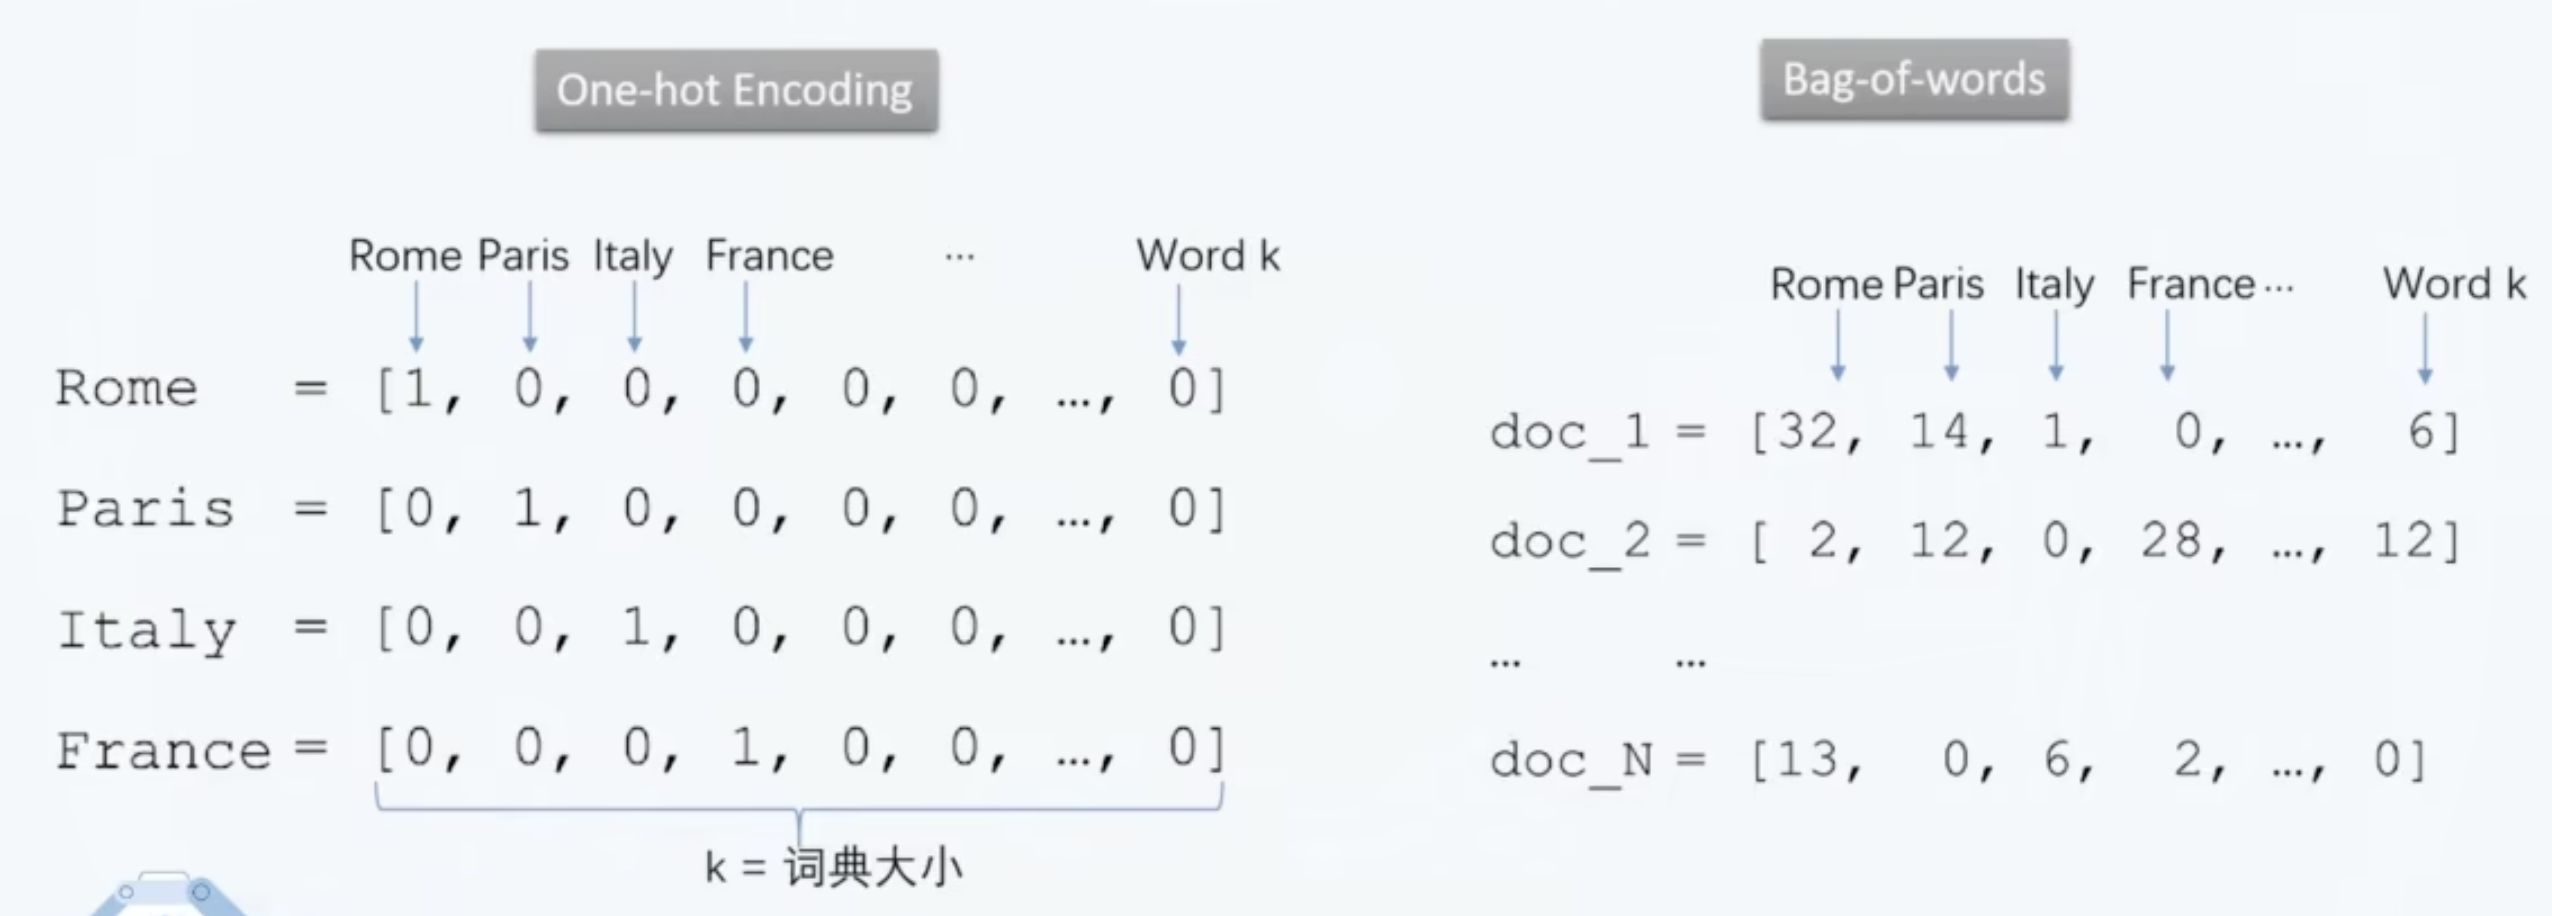 One-hot Encoding
Rome Paris Italy France ... Word k
Rome = [1, 0, 0, 0, 0, 0, …, 0]
Paris = [0, 1, 0, 0, 0, 0, …, 0]
Italy = [0, 0, 1, 0, 0, 0, …, 0]
France = [0, 0, 0, 1, 0, 0, …, 0]
k = 词典大小
Bag-of-words
Rome Paris Italy France ... Word k
doc_1 = [32, 14, 1, 0, …, 6]
doc_2 = [ 2, 12, 0, 28, …, 12]
… …
doc_N = [13, 0, 6, 2, …, 0]